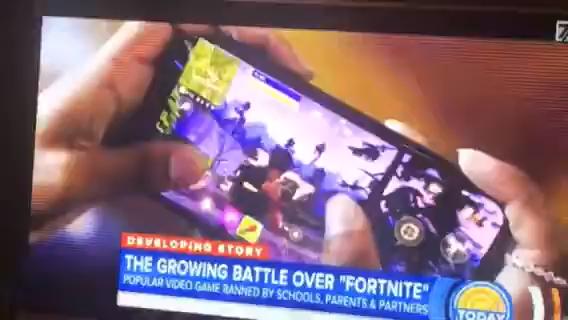 DEVELOPING STORY
THE GROWING BATTLE OVER "FORTNITE"
POPULAR VIDEO GAME BANNED BY SCHOOLS, PARENTS & PARTNERS
TODAY